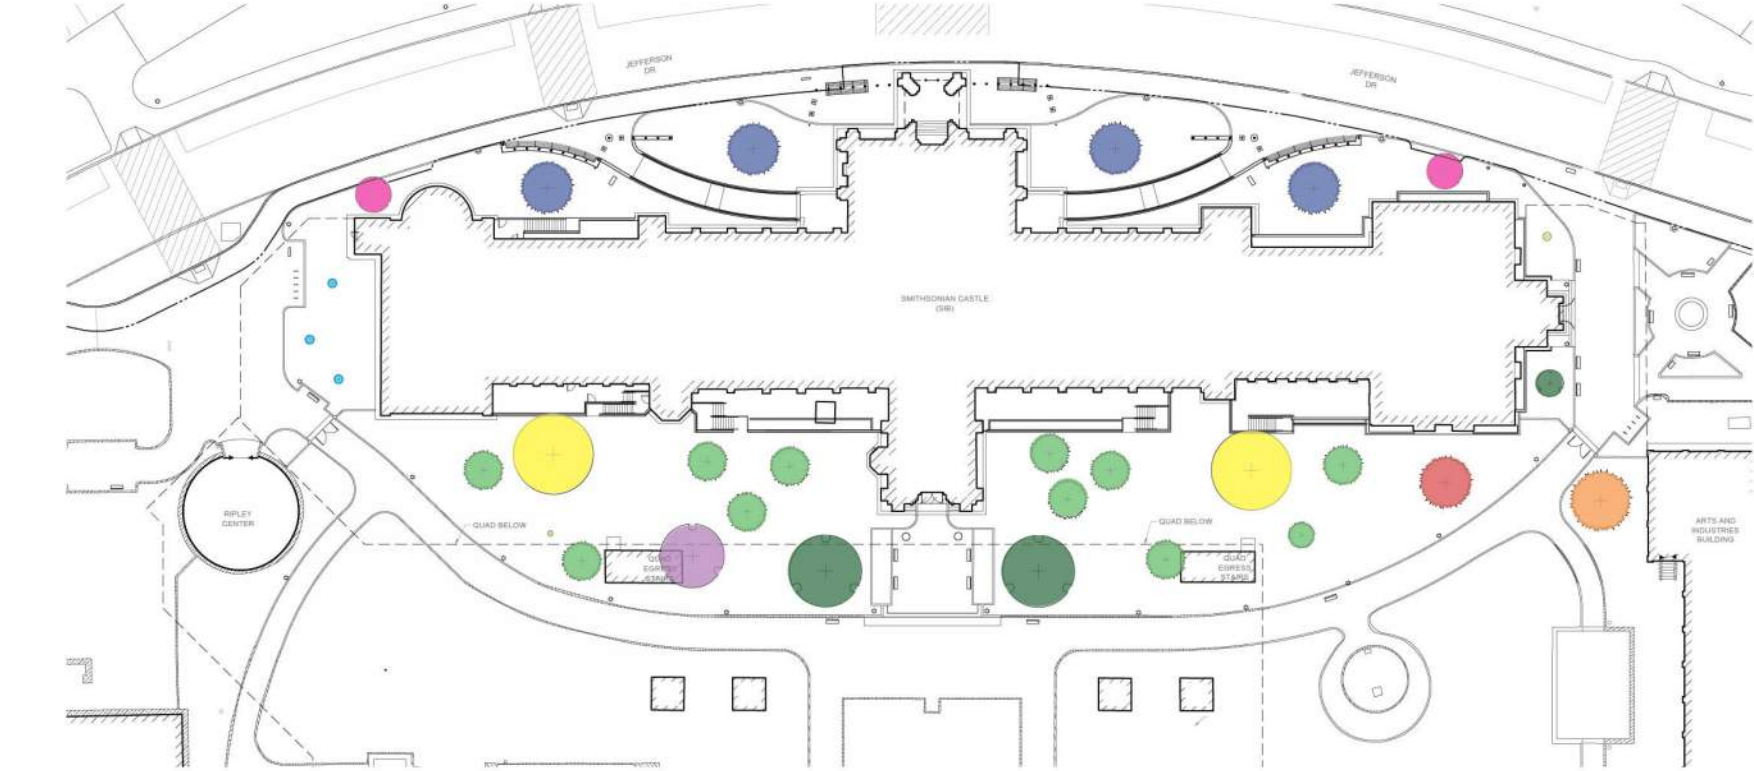 JEFFERSON
DR
JEFFERSON
DR
SMITHSONIAN CASTLE
(SIB)
RIPLEY
CENTER
QUAD BELOW
QUAD BELOW
ARTS AND
INDUSTRIES
BUILDING
QUAD
EGRESS
STAIRS
QUAD
EGRESS
STAIRS